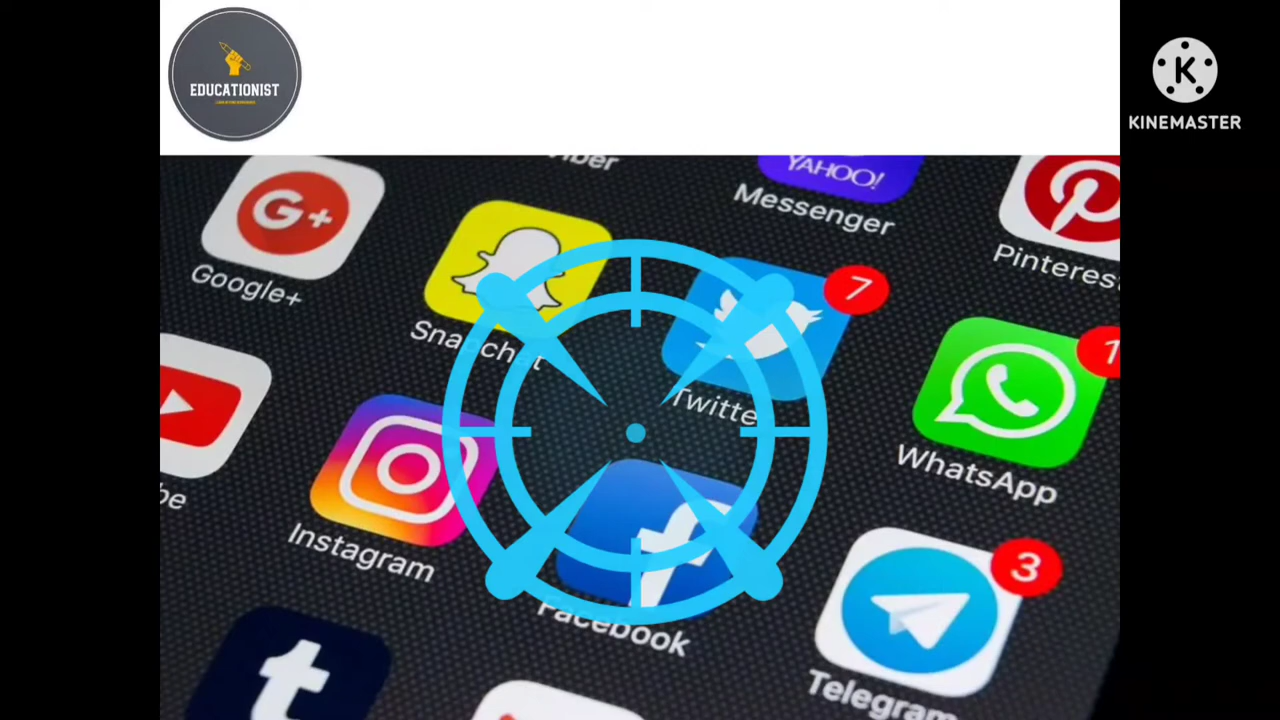 EDUCATIONIST
K
KINEMASTER
YAHOO!
Messenger
G+
Google+
Snapchat
7
Twitter
Pinterest
1
WhatsApp
Instagram
Facebook
3
Telegram
t